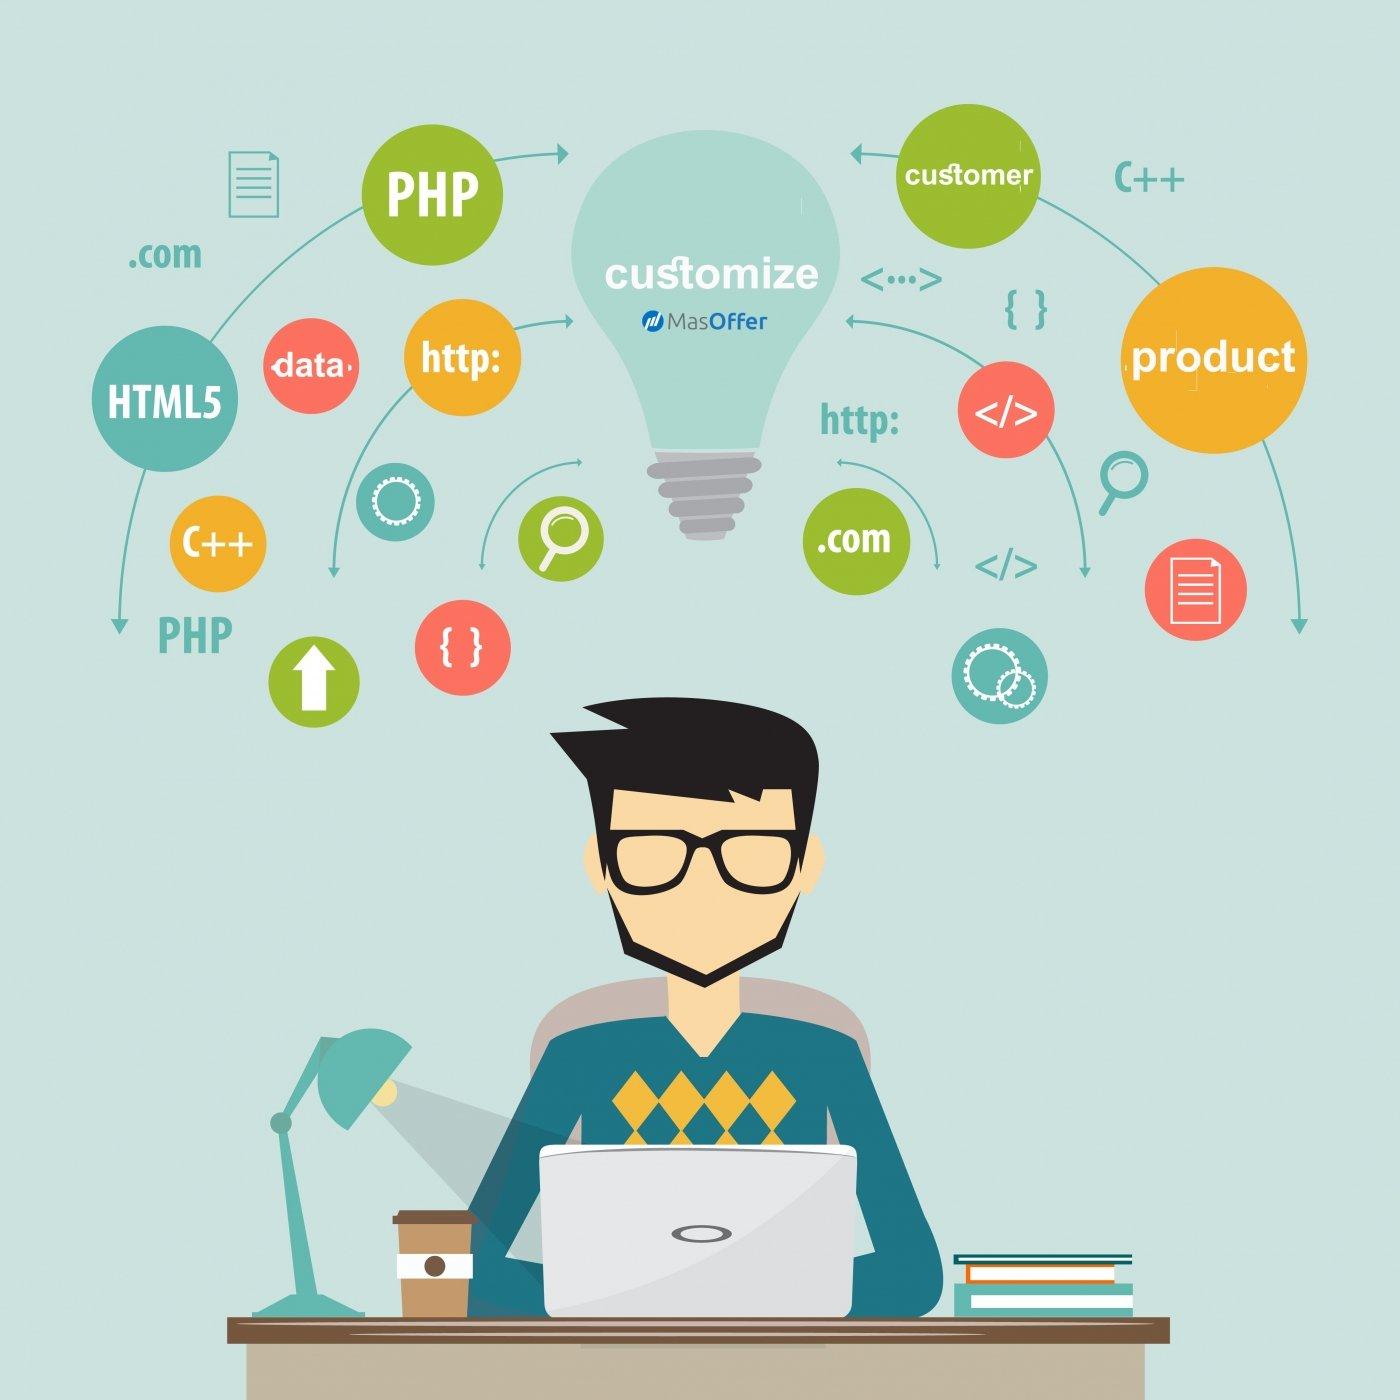 PHP
customer
C++
.com
customize
MasOffer
<•••>
{ }
HTML5
data
http:
product
http:
</>
C++
.com
</>
PHP
{ }